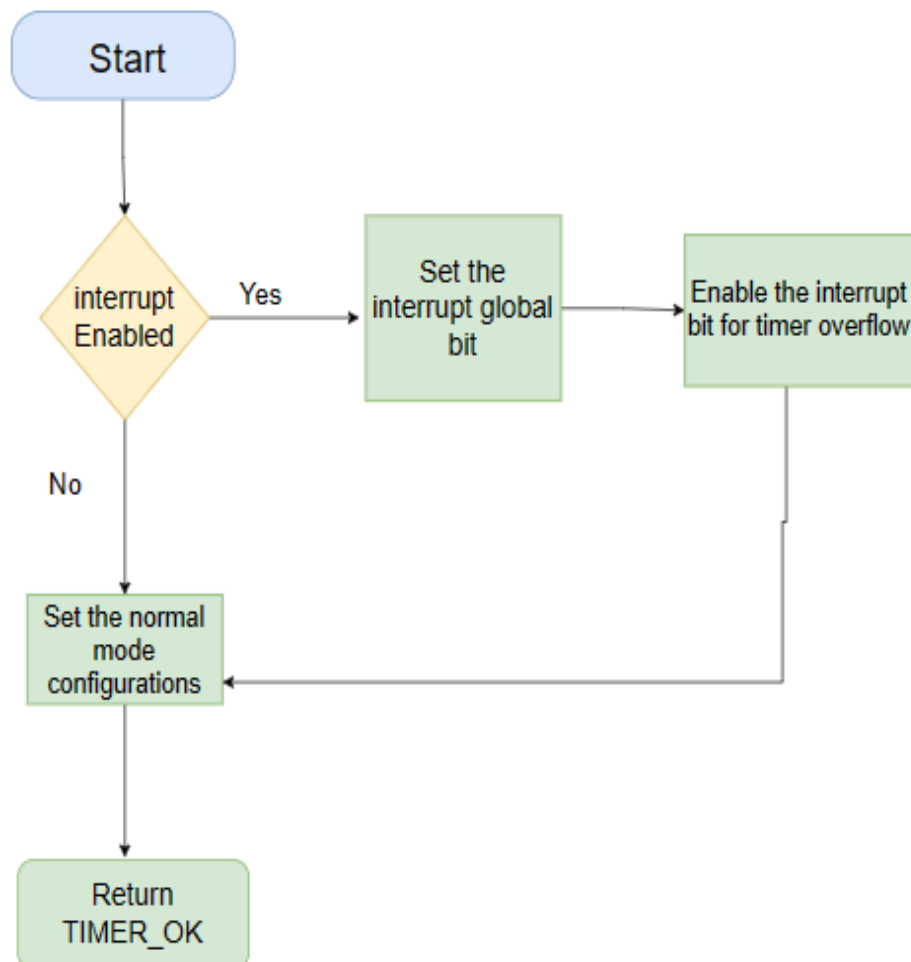 Start
interrupt
Enabled
Yes
Set the
interrupt global
bit
Enable the interrupt
bit for timer overflow
No
Set the normal
mode
configurations
Return
TIMER_OK